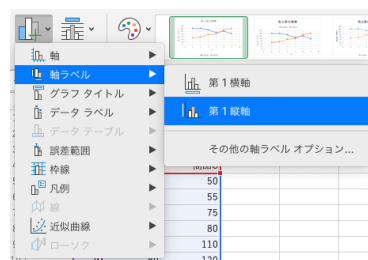 軸
軸ラベル
グラフ タイトル
データ ラベル
データ テーブル
誤差範囲
枠線
凡例
線
近似曲線
ローソク
第 1 横軸
第 1 縦軸
その他の軸ラベル オプション...
50
55
75
80
110